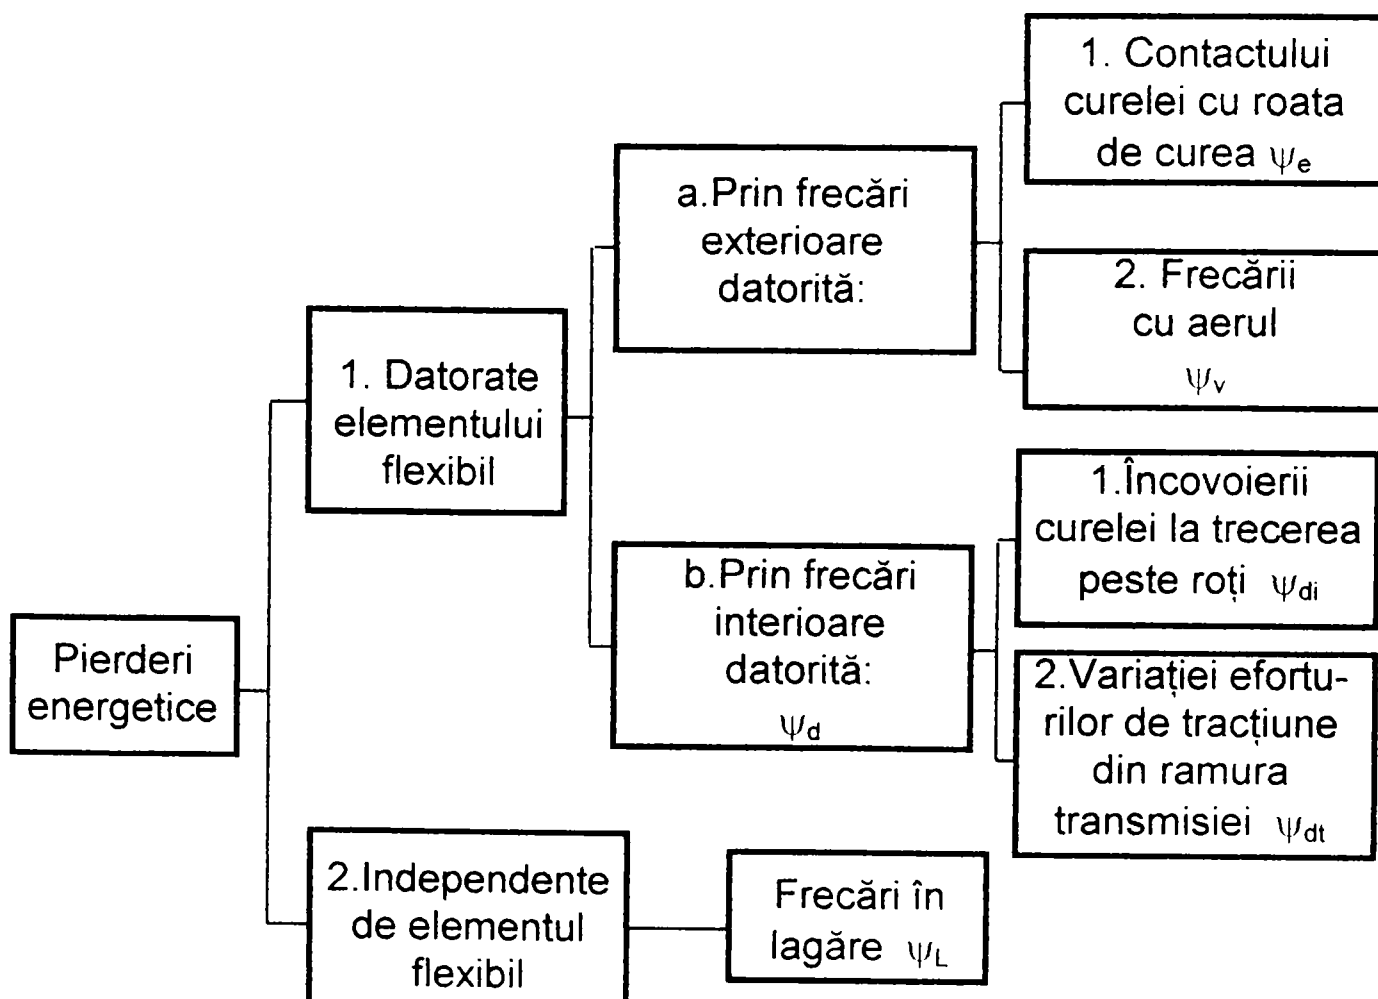 Pierderi
energetice
1. Datorate
elementului
flexibil
a.Prin frecări
exterioare
datorită:
1. Contactului
curelei cu roata
de curea ψe
2. Frecării
cu aerul
ψv
b.Prin frecări
interioare
datorită:
ψd
1.Încovoierii
curelei la trecerea
peste roți ψdi
2.Variației efortu-
rilor de tracțiune
din ramura
transmisiei ψdt
2.Independente
de elementul
flexibil
Frecări în
lagăre ψL